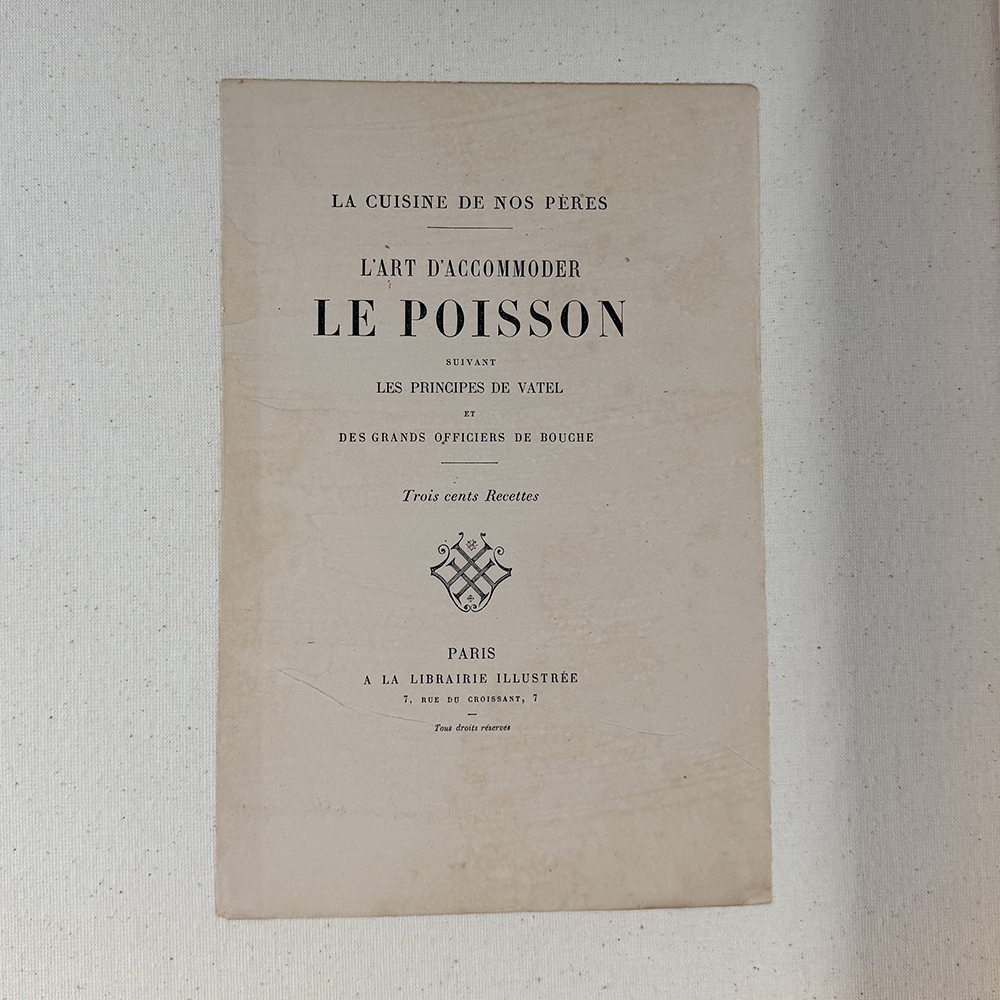 LA CUISINE DE NOS PÈRES
L'ART D'ACCOMMODER
LE POISSON
SUIVANT
LES PRINCIPES DE VATEL
ET
DES GRANDS OFFICIERS DE BOUCHE
Trois cents Recettes
PARIS
A LA LIBRAIRIE ILLUSTRÉE
7, RUE DU CROISSANT, 7
Tous droits réservés